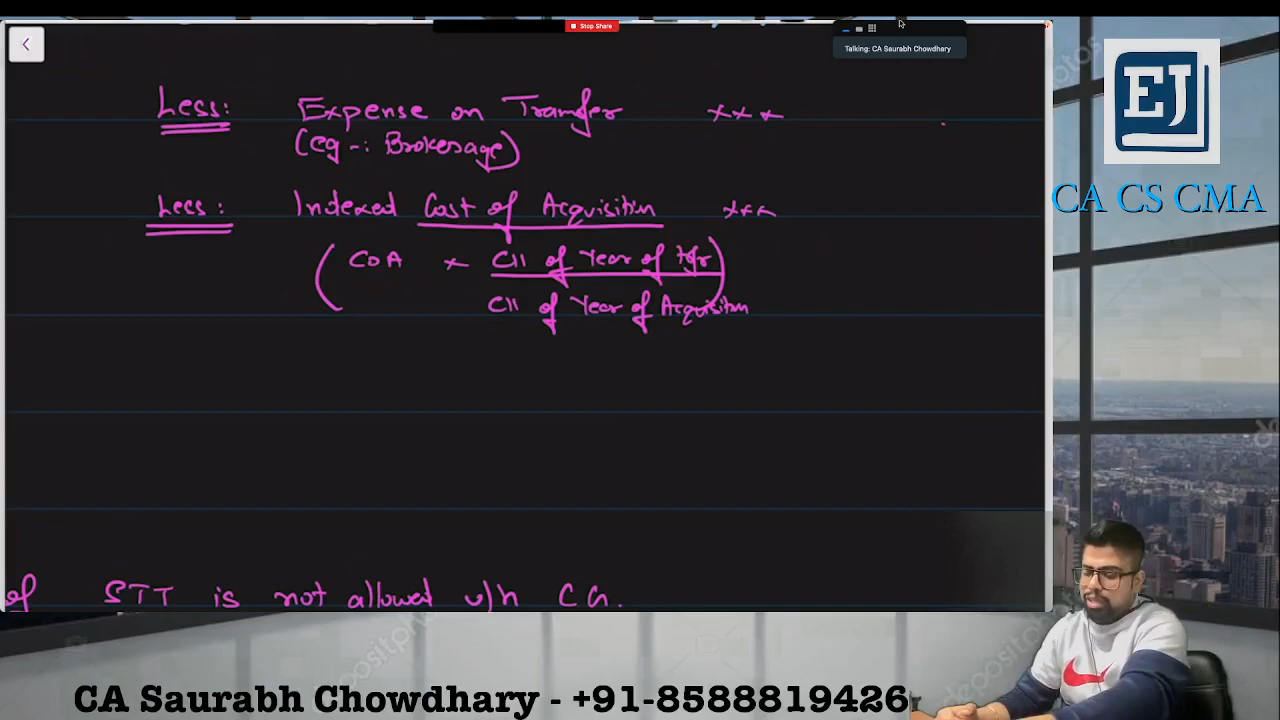 Stop Share
Talking: CA Saurabh Chowdhary
Less: Expense on Transfer xxx
(eg -: Brokerage)
Less: Indexed Cost of Acquisition xxx
(COA × CII of Year of Tfr)
CII of Year of Acquisition
of STT is not allowed u/h CG.
EJ
CA CS CMA
CA Saurabh Chowdhary - +91-8588819426